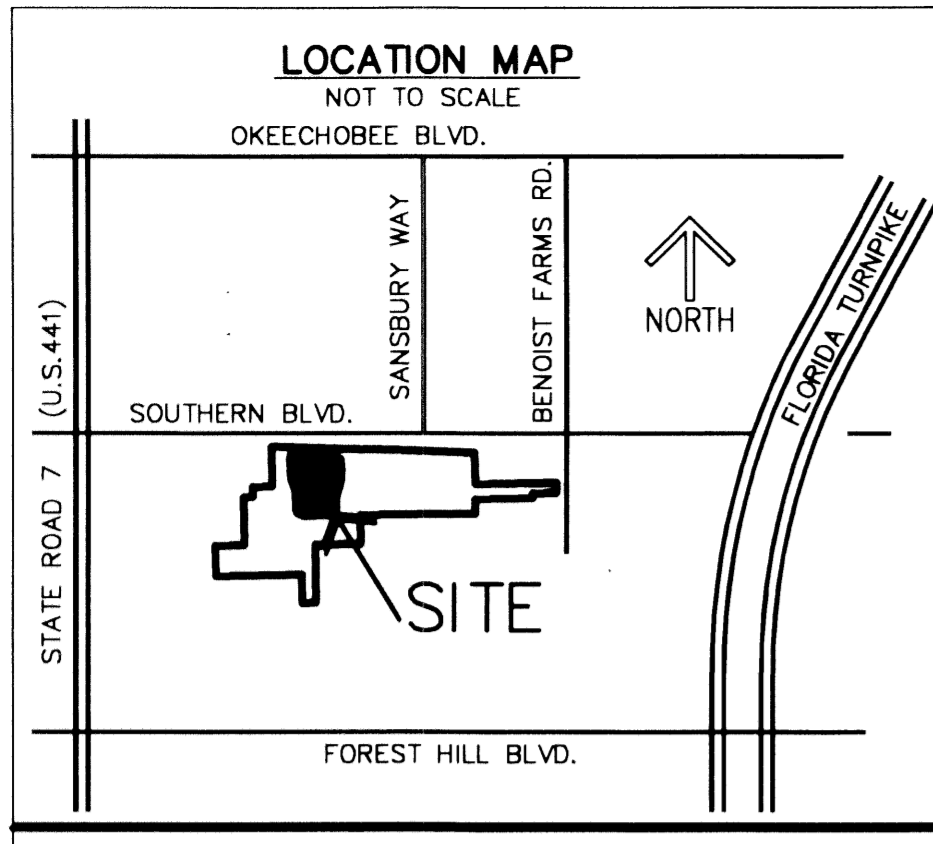 LOCATION MAP
NOT TO SCALE
OKEECHOBEE BLVD.
SANSBURY WAY
BENOIST FARMS RD.
NORTH
FLORIDA TURNPIKE
(U.S.441)
STATE ROAD 7
SOUTHERN BLVD.
SITE
FOREST HILL BLVD.